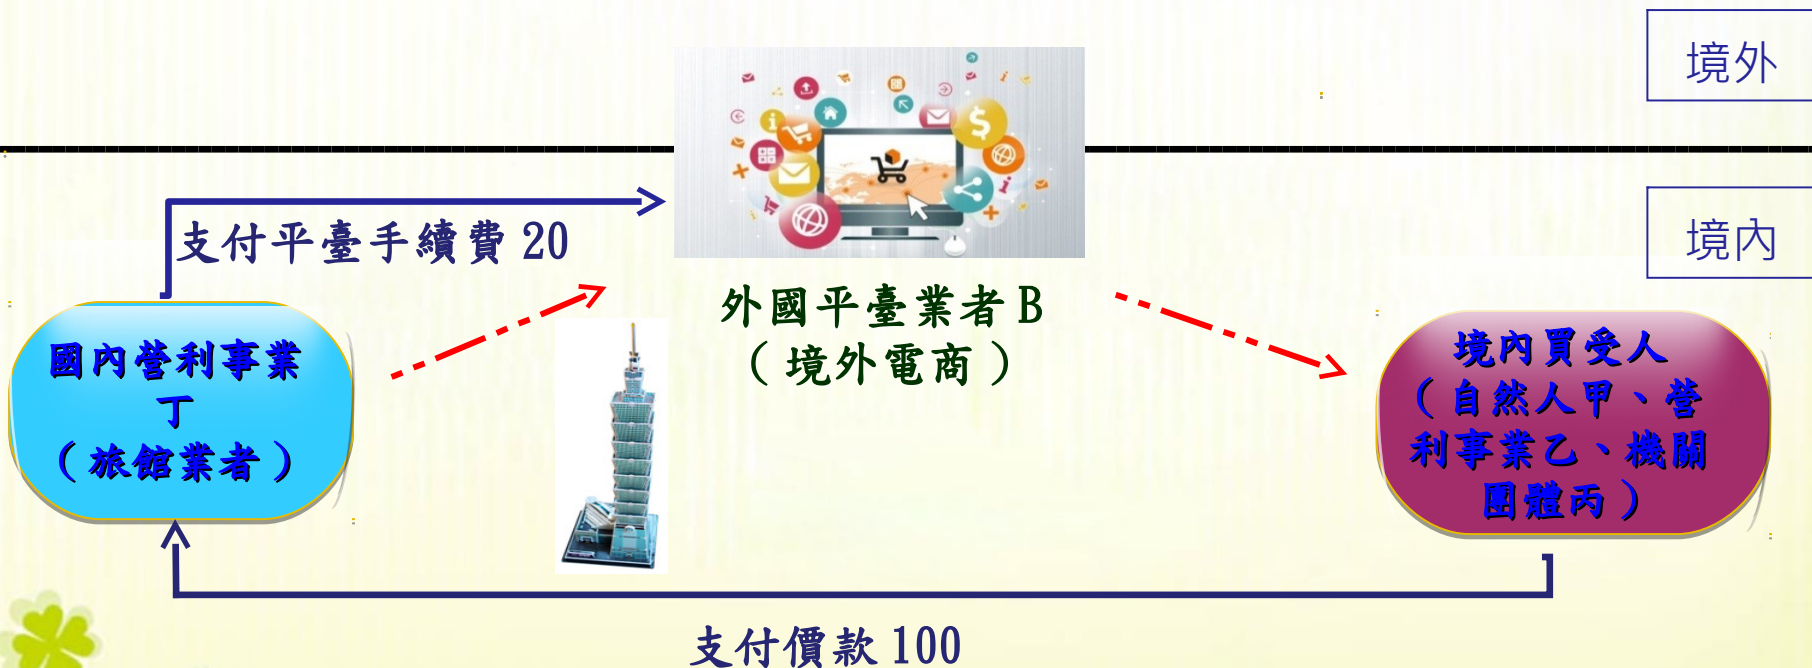 境外
境內
支付平臺手續費 20
外國平臺業者 B
（境外電商）
國內營利事業
丁
（旅館業者）
境內買受人
（自然人甲、營
利事業乙、機關
團體丙）
支付價款 100